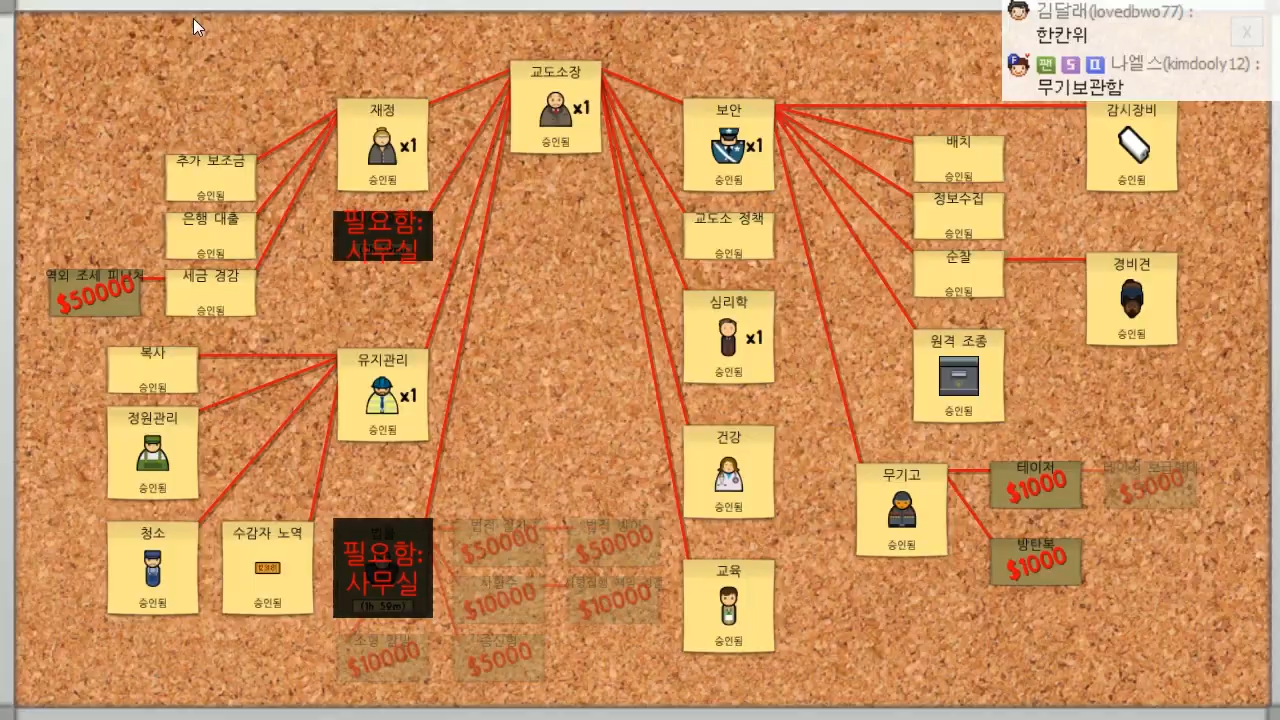 김달래(lovedbwo77) :
한칸위
팬 S 나엘스(kimdooly12) :
무기보관함
X
교도소장
x1
승인됨
재정
x1
승인됨
보안
x1
승인됨
감시장비
승인됨
추가 보조금
승인됨
은행 대출
승인됨
세금 경감
승인됨
역외 조세 피난처
$50000
필요함:
사무실
교도소 정책
승인됨
배치
승인됨
정보수집
승인됨
순찰
승인됨
경비견
승인됨
심리학
x1
승인됨
원격 조종
승인됨
복사
승인됨
유지관리
x1
승인됨
정원관리
승인됨
건강
승인됨
무기고
승인됨
테이저
$1000
$5000
방탄복
$1000
청소
승인됨
수감자 노역
승인됨
필요함:
사무실
(1h 59m)
$50000
$50000
$10000
$10000
$10000
$5000
교육
승인됨